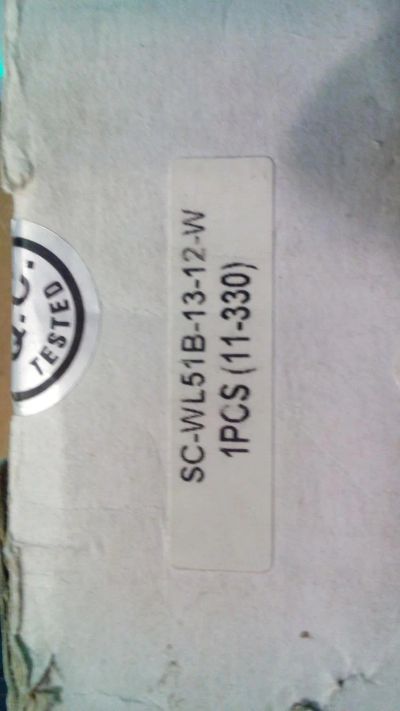 SC-WL51B-13-12-W
1PCS (11-330)
Q.C.
TESTED